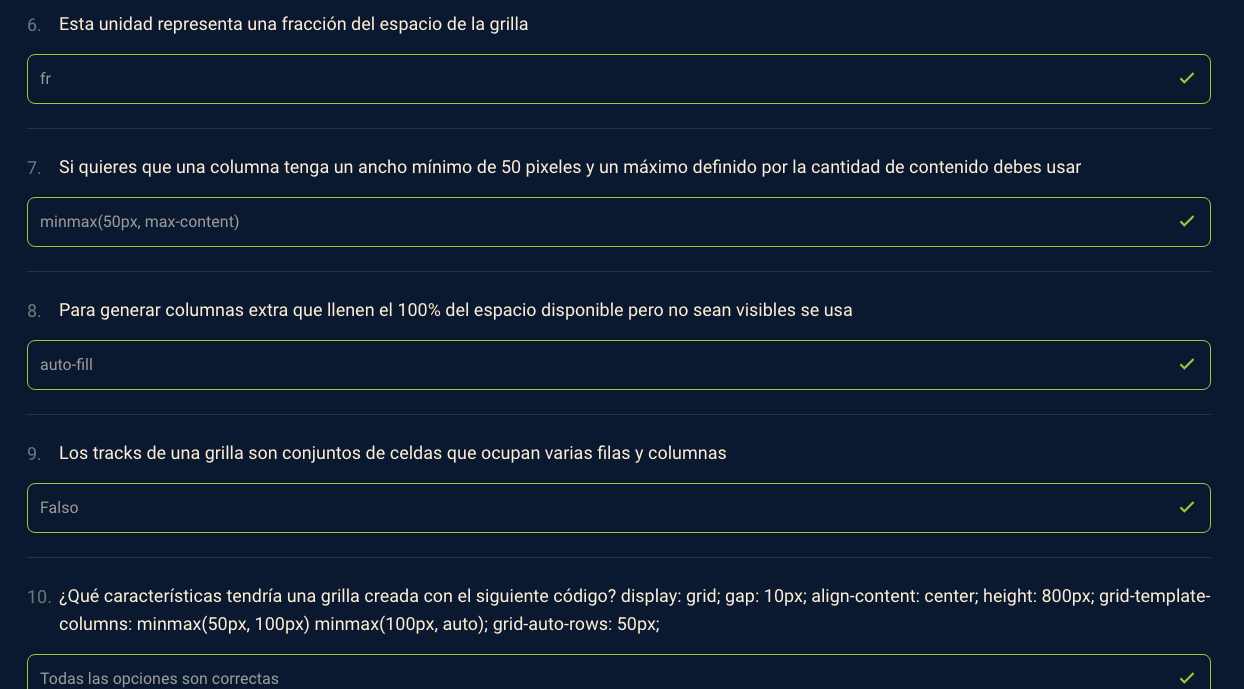 6. Esta unidad representa una fracción del espacio de la grilla
fr
7. Si quieres que una columna tenga un ancho mínimo de 50 pixeles y un máximo definido por la cantidad de contenido debes usar
minmax(50px, max-content)
8. Para generar columnas extra que llenen el 100% del espacio disponible pero no sean visibles se usa
auto-fill
9. Los tracks de una grilla son conjuntos de celdas que ocupan varias filas y columnas
Falso
10. ¿Qué características tendría una grilla creada con el siguiente código? display: grid; gap: 10px; align-content: center; height: 800px; grid-template-
columns: minmax(50px, 100px) minmax(100px, auto); grid-auto-rows: 50px;
Todas las opciones son correctas